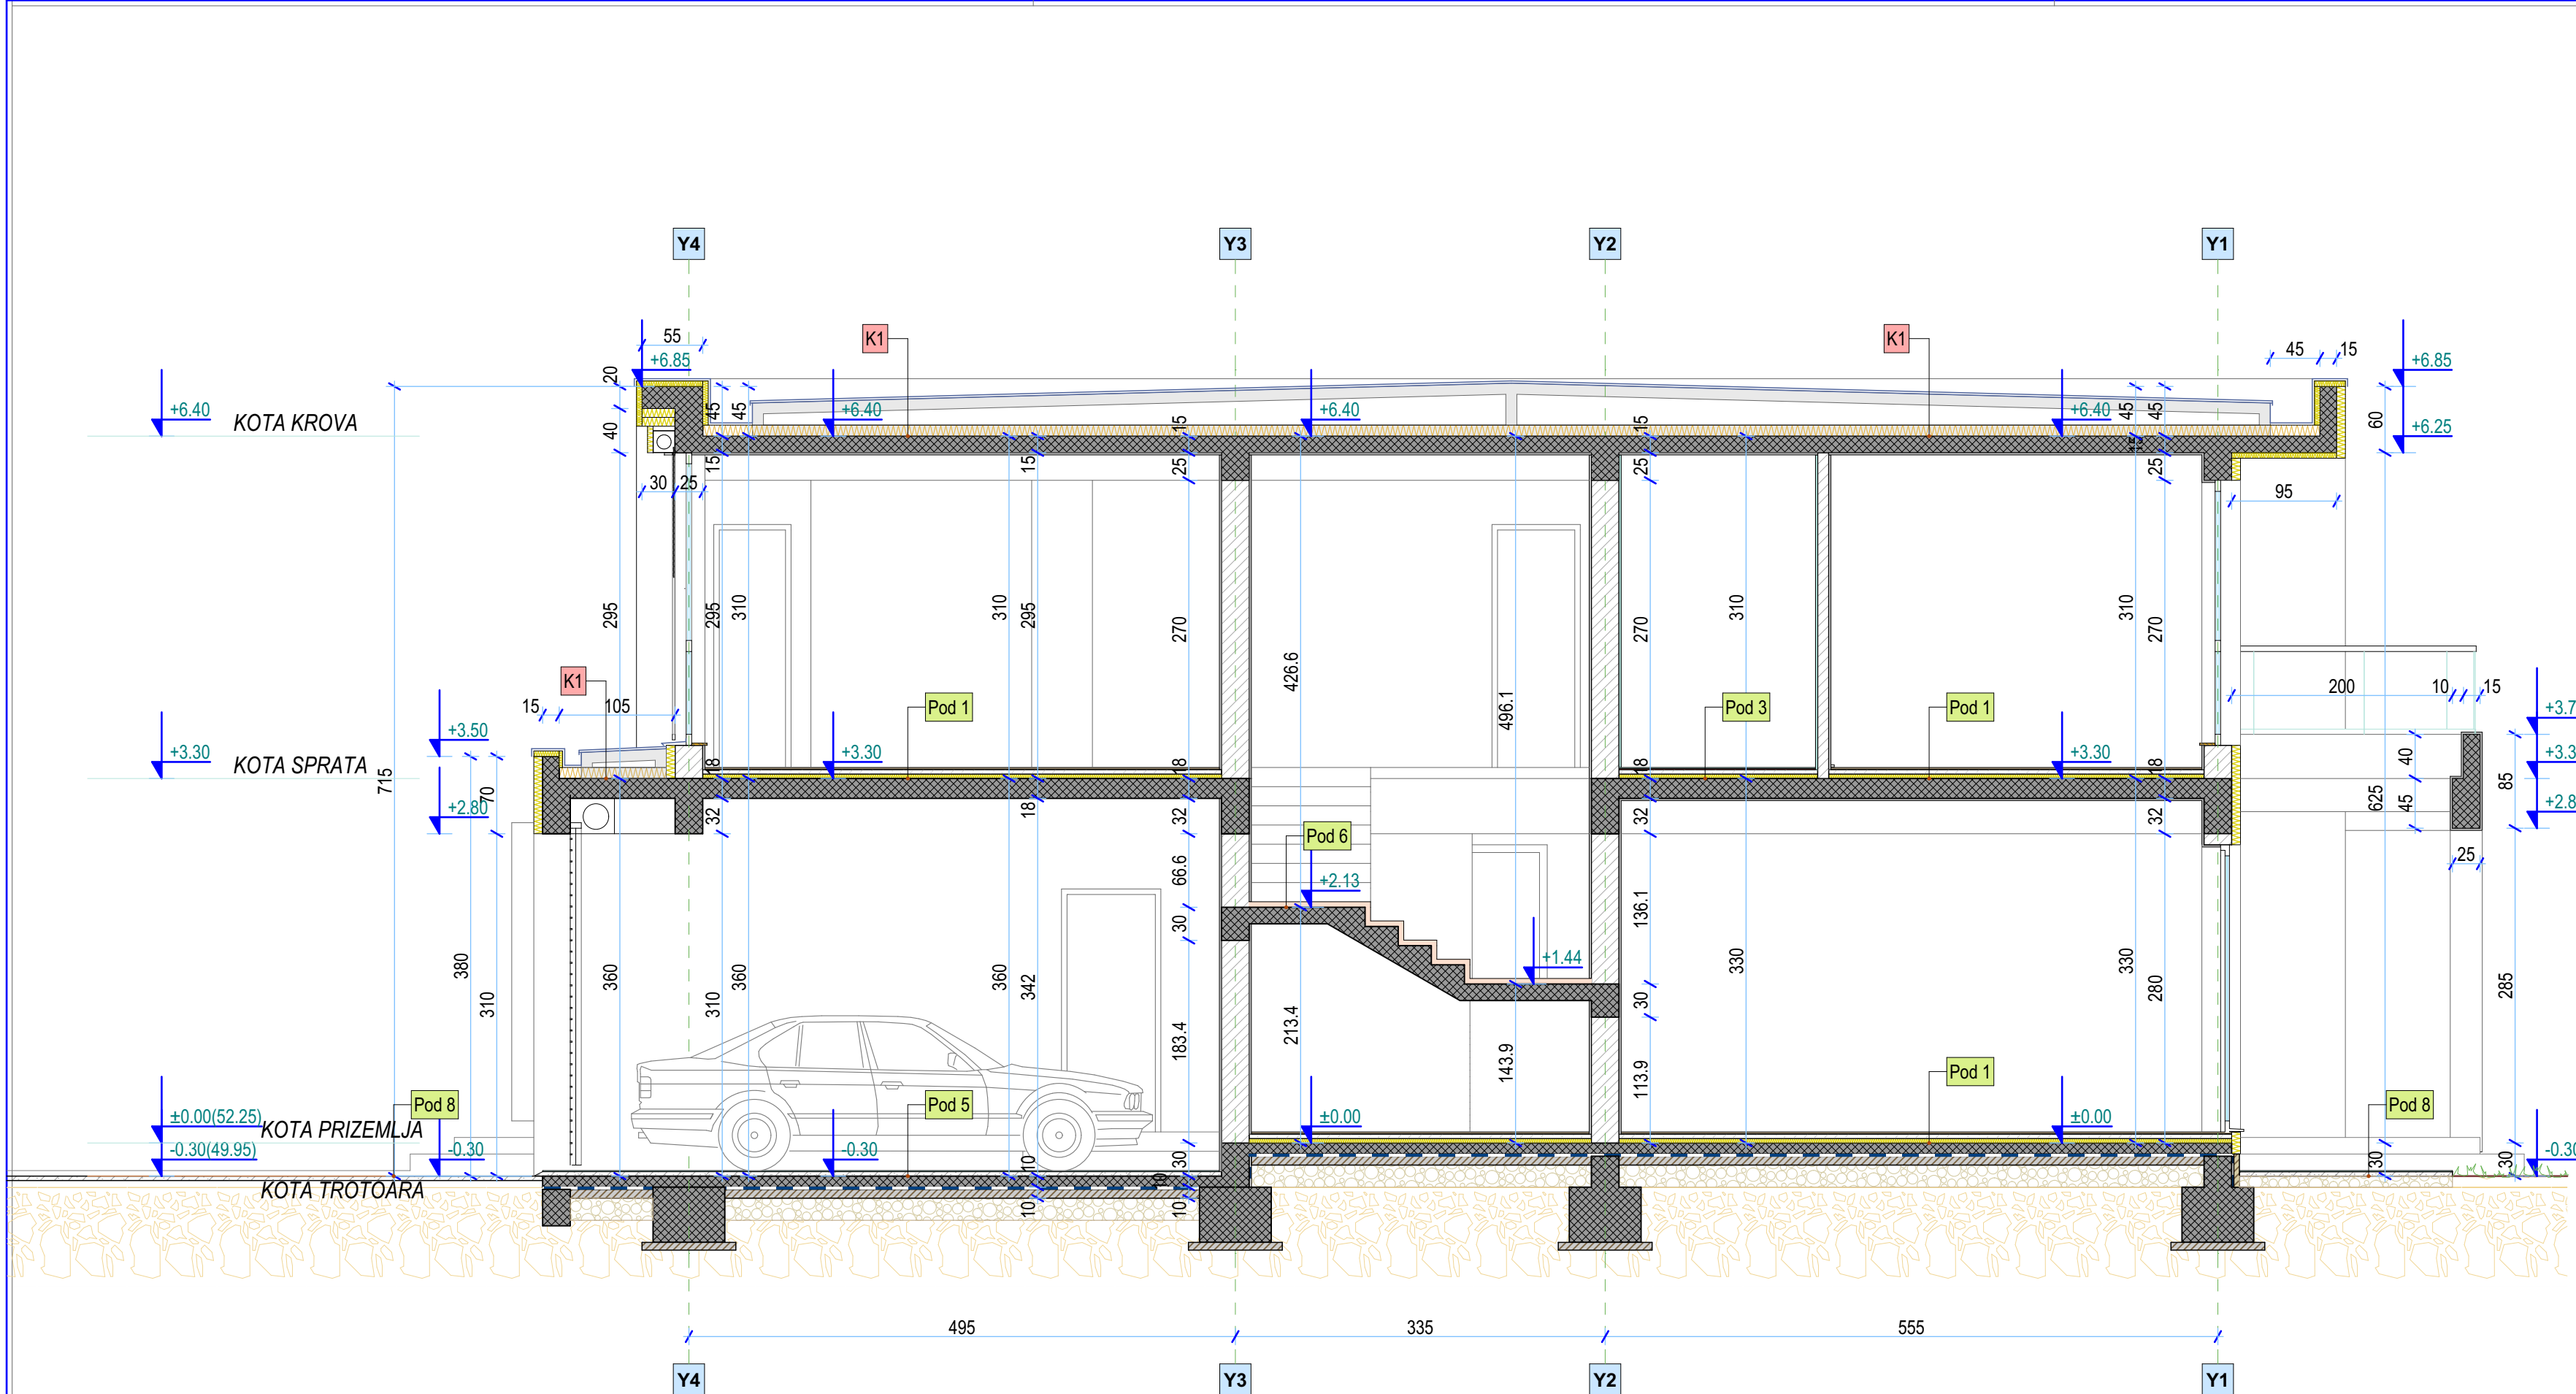 Y4 Y3 Y2 Y1
55 K1 K1 45 15
+6.85 +6.85
20
+6.40 KOTA KROVA 45 45 +6.40 +6.40 +6.40 45 45 60
40 15 15 +6.25
15 15 25 25 15 25
30 25 95
295 295 310 310 295 270 270 310 310 270
426.6 496.1
K1 Pod 1 Pod 3 Pod 1 200 10 15
15 105
+3.50
+3.30 KOTA SPRATA +3.30 +3.30
715 18 18 18 18 40 85
+2.80 70 32 18 32 32 32 625 45
Pod 6
66.6 +2.13 25
30 136.1
380 310 360 310 360 360 342 +1.44 330 330 280 285
30
183.4 213.4 143.9 113.9
Pod 1
Pod 8 Pod 5 Pod 8
±0.00(52.25) KOTA PRIZEMLJA ±0.00 ±0.00
-0.30(49.95) -0.30 -0.30 10 30 30 30
KOTA TROTOARA 10
10 10
495 335 555
Y4 Y3 Y2 Y1